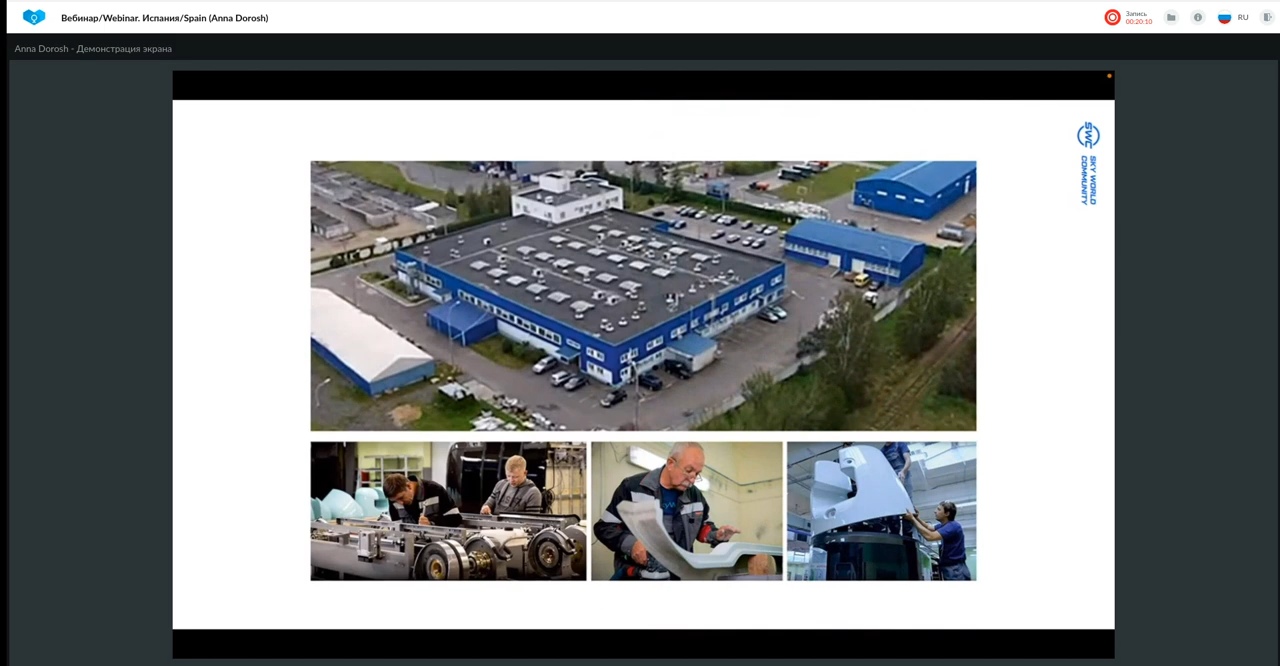 Вебинар/Webinar. Испания/Spain (Anna Dorosh)
Запись
00:20:10
RU
Anna Dorosh - Демонстрация экрана
SWC
SKY WORLD
COMMUNITY